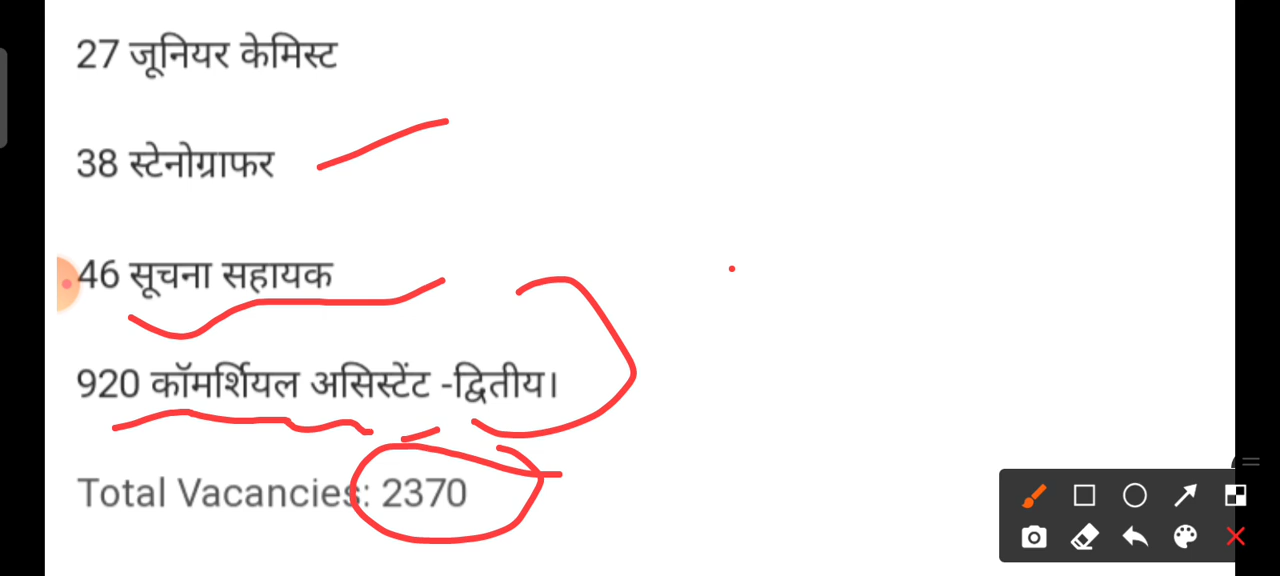 27 जूनियर केमिस्ट
38 स्टेनोग्राफर
46 सूचना सहायक
920 कॉमर्शियल असिस्टेंट -द्वितीय।
Total Vacancies: 2370